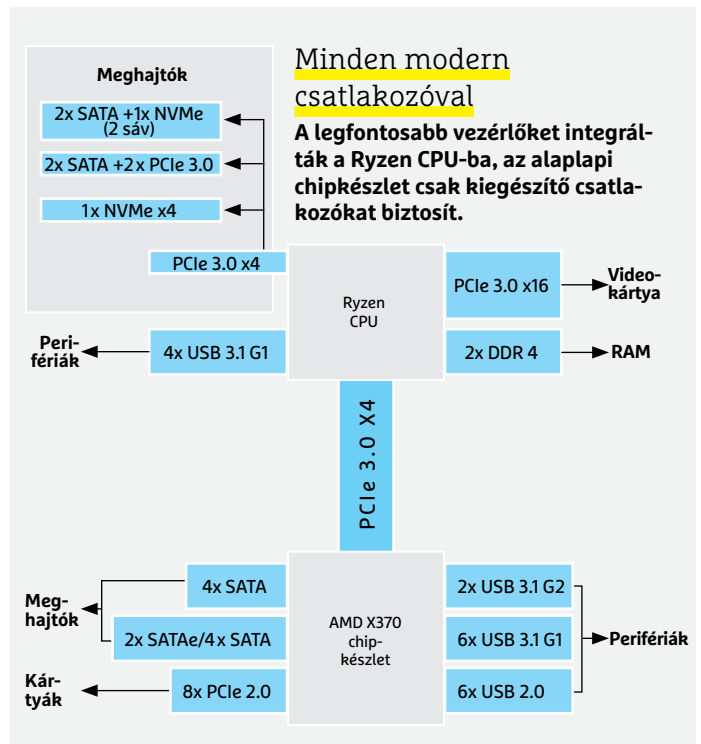 Minden modern
csatlakozóval
A legfontosabb vezérlőket integrál-
ták a Ryzen CPU-ba, az alaplapi
chipkészlet csak kiegészítő csatla-
kozókat biztosít.
Meghajtók
2x SATA +1x NVMe
(2 sáv)
2x SATA +2x PCIe 3.0
1x NVMe x4
PCIe 3.0 x4
Ryzen
CPU
PCIe 3.0 x16
Video-
kártya
Peri-
fériák
4x USB 3.1 G1
2x DDR 4
RAM
PCIe 3.0 X4
Meg-
hajtók
4x SATA
2x SATAe/4x SATA
Kár-
tyák
8x PCIe 2.0
AMD X370
chip-
készlet
2x USB 3.1 G2
6x USB 3.1 G1
6x USB 2.0
Perifériák